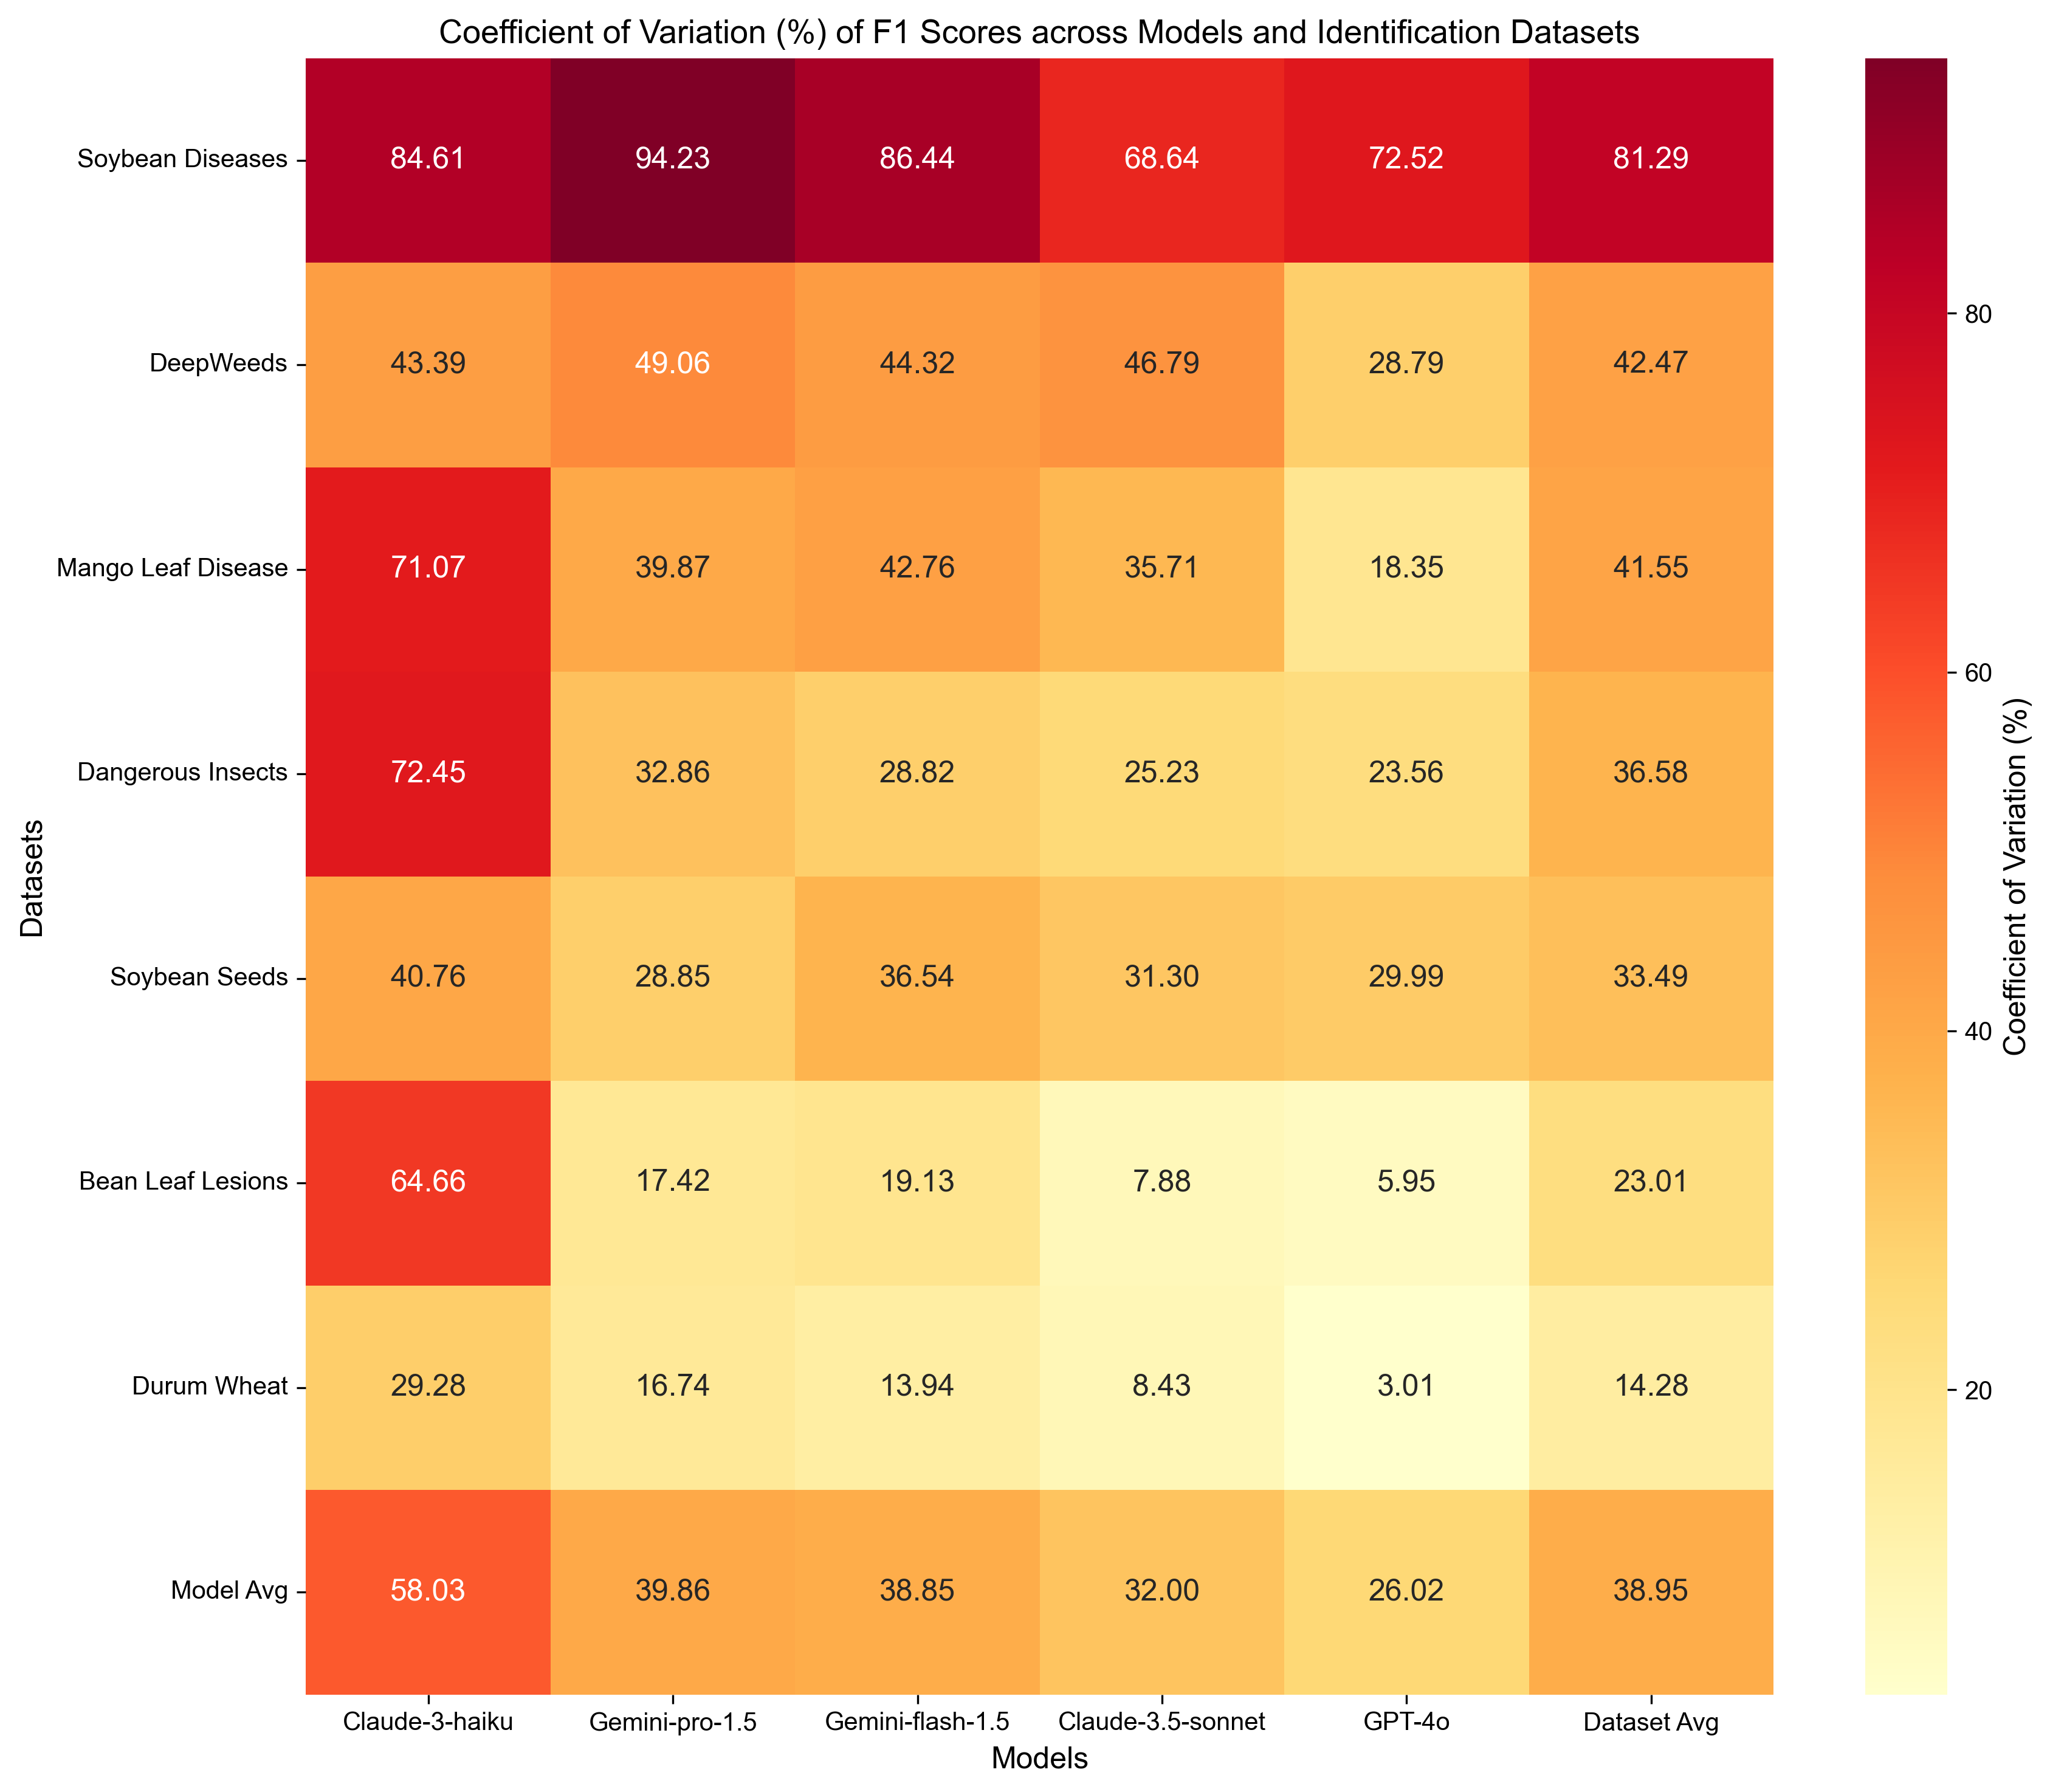 Coefficient of Variation (%) of F1 Scores across Models and Identification Datasets
Soybean Diseases 84.61 94.23 86.44 68.64 72.52 81.29
DeepWeeds 43.39 49.06 44.32 46.79 28.79 42.47
Mango Leaf Disease 71.07 39.87 42.76 35.71 18.35 41.55
Dangerous Insects 72.45 32.86 28.82 25.23 23.56 36.58
Soybean Seeds 40.76 28.85 36.54 31.30 29.99 33.49
Bean Leaf Lesions 64.66 17.42 19.13 7.88 5.95 23.01
Durum Wheat 29.28 16.74 13.94 8.43 3.01 14.28
Model Avg 58.03 39.86 38.85 32.00 26.02 38.95
Claude-3-haiku Gemini-pro-1.5 Gemini-flash-1.5 Claude-3.5-sonnet GPT-4o Dataset Avg
Models
Datasets
80
60
40
20
Coefficient of Variation (%)